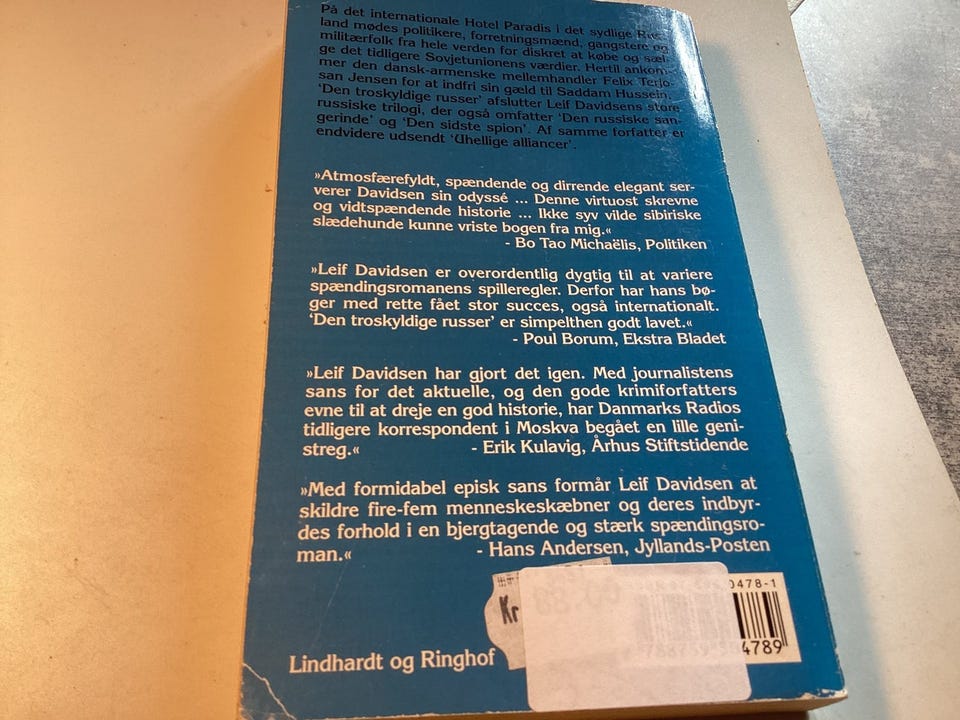 På det internationale Hotel Paradis i det sydlige Rus-
land mødes politikere, forretningsmænd, gangstere og
militærfolk fra hele verden for diskret at købe og sæl-
ge det tidligere Sovjetunionens værdier. Hertil ankom-
mer den dansk-armenske mellemhandler Felix Terjo-
san Jensen for at indfri sin gæld til Saddam Hussein.
'Den troskyldige russer' afslutter Leif Davidsens store
russiske trilogi, der også omfatter 'Den russiske san-
gerinde' og 'Den sidste spion'. Af samme forfatter er
endvidere udsendt 'Uhellige alliancer'.
»Atmosfærefyldt, spændende og dirrende elegant ser-
verer Davidsen sin odyssé ... Denne virtuost skrevne
og vidtspændende historie ... Ikke syv vilde sibiriske
slædehunde kunne vriste bogen fra mig.«
- Bo Tao Michaëlis, Politiken
»Leif Davidsen er overordentlig dygtig til at variere
spændingsromanens spilleregler. Derfor har hans bø-
ger med rette fået stor succes, også internationalt.
'Den troskyldige russer' er simpelthen godt lavet.«
- Poul Borum, Ekstra Bladet
»Leif Davidsen har gjort det igen. Med journalistens
sans for det aktuelle, og den gode krimiforfatters
evne til at dreje en god historie, har Danmarks Radios
tidligere korrespondent i Moskva begået en lille geni-
streg.« - Erik Kulavig, Århus Stiftstidende
»Med formidabel episk sans formår Leif Davidsen at
skildre fire-fem menneskeskæbner og deres indbyr-
des forhold i en bjergtagende og stærk spændingsro-
man.« - Hans Andersen, Jyllands-Posten
0478-1
Kr
4789
Lindhardt og Ringhof